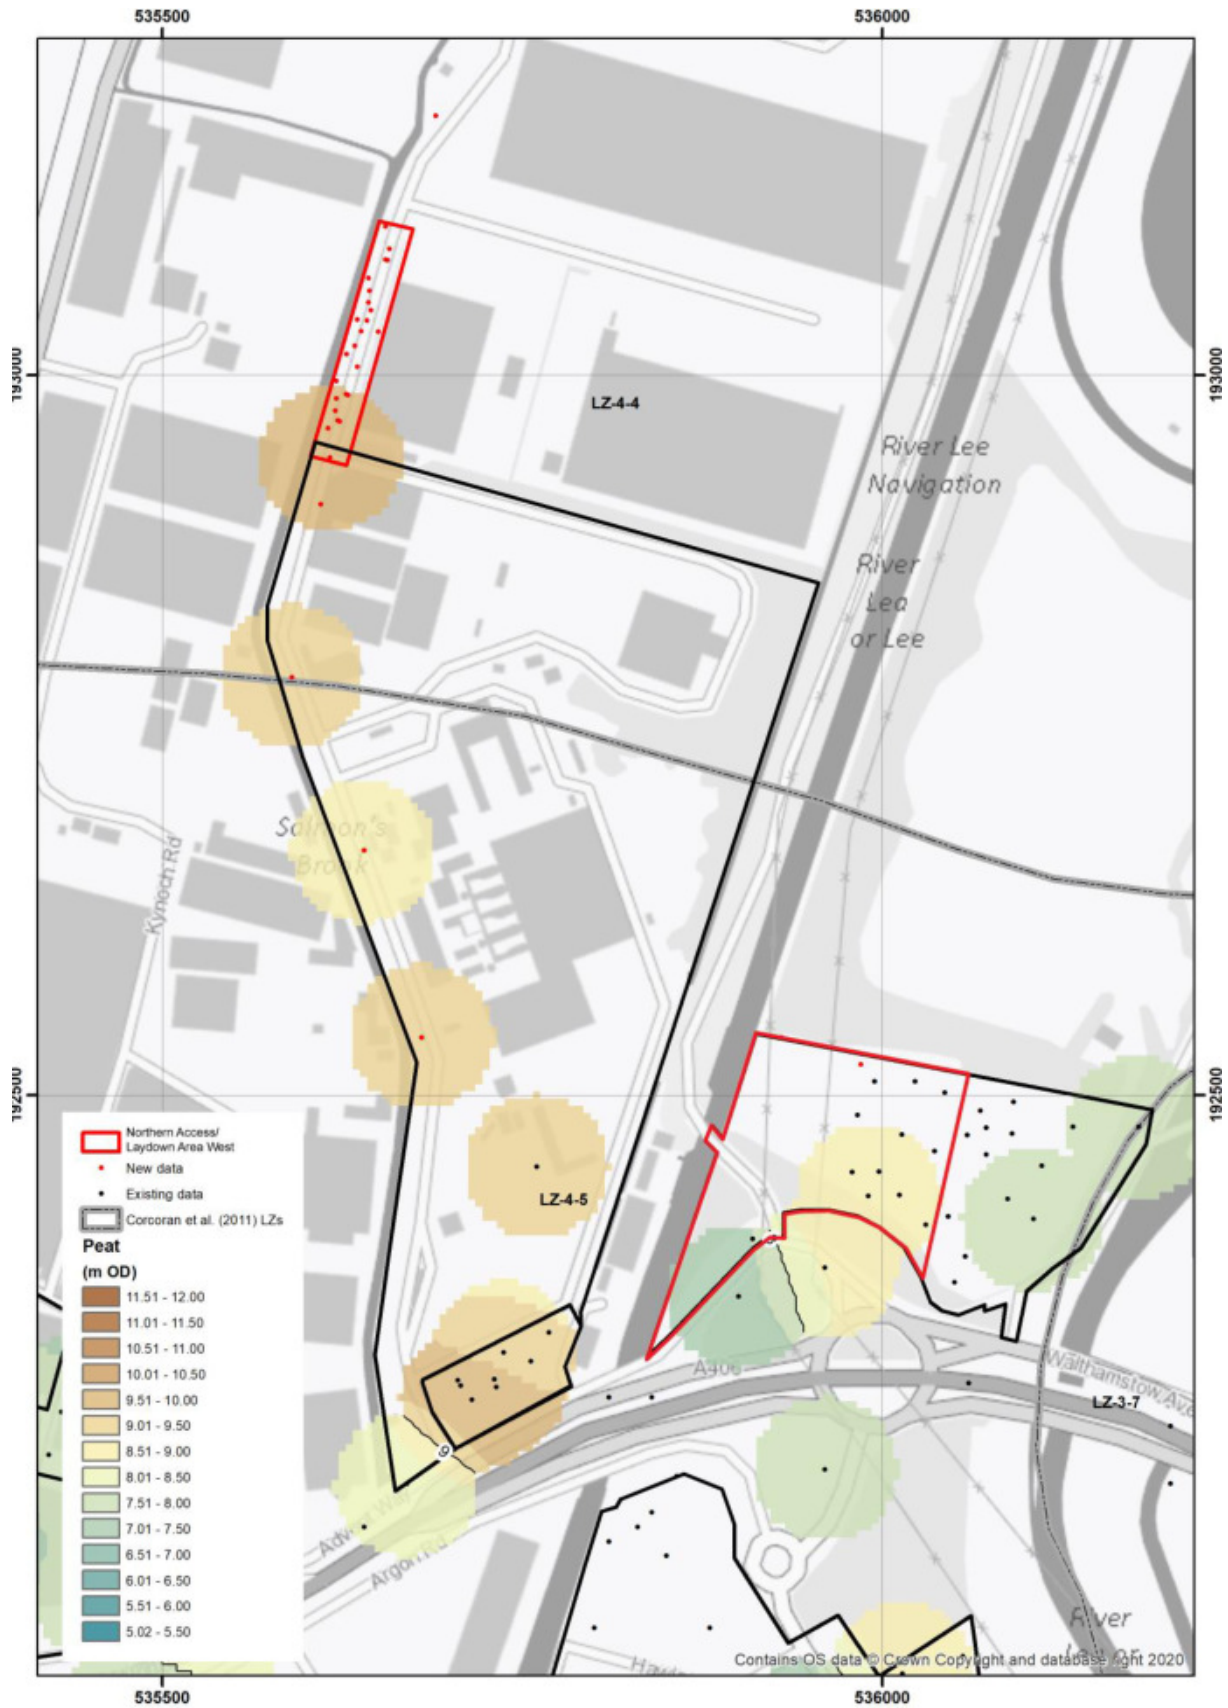 535500
536000
193000
193000
LZ-4-4
River Lee
Navigation
River
Lea
or Lee
Salmon's
Brook
Kynoch Rd
192500
192500
Northern Access/
Laydown Area West
New data
Existing data
Corcoran et al. (2011) LZs
Peat
(m OD)
11.51 - 12.00
11.01 - 11.50
10.51 - 11.00
10.01 - 10.50
9.51 - 10.00
9.01 - 9.50
8.51 - 9.00
8.01 - 8.50
7.51 - 8.00
7.01 - 7.50
6.51 - 7.00
6.01 - 6.50
5.51 - 6.00
5.02 - 5.50
LZ-4-5
A406
Walthamstow Ave
LZ-3-7
9
Argon Rd
River
Contains OS data © Crown Copyright and database right 2020
535500
536000